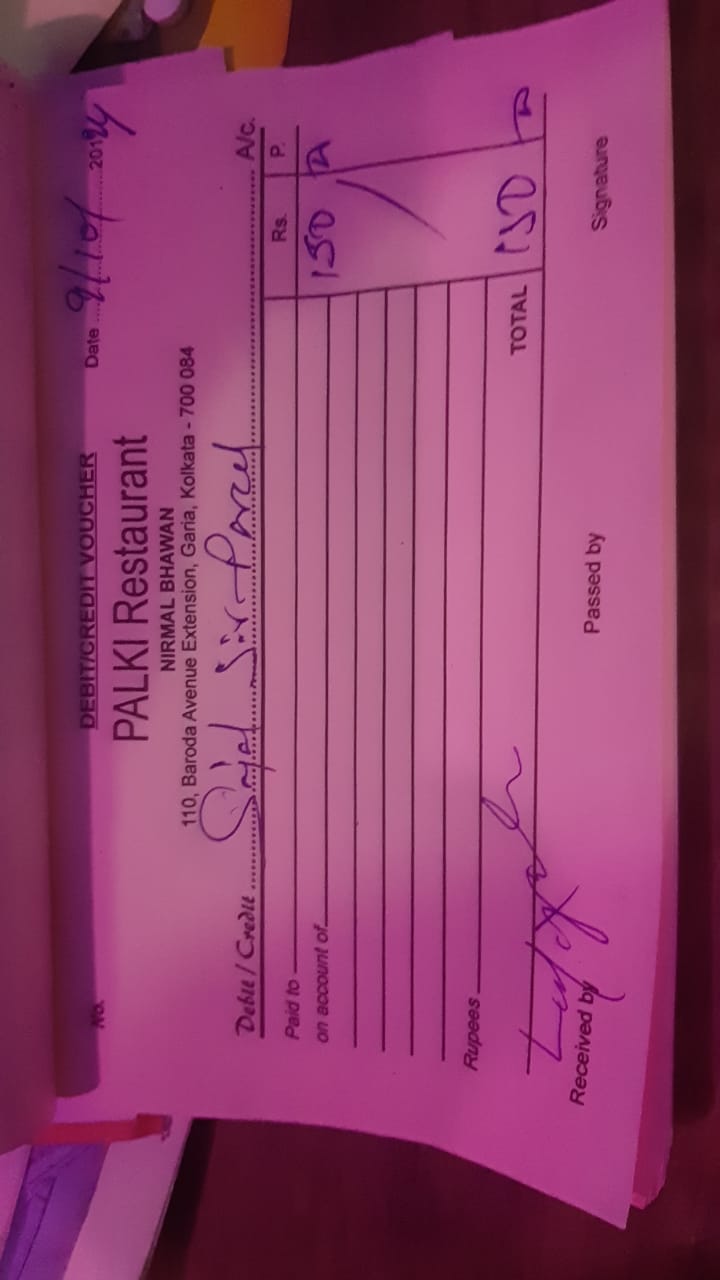 No.
DEBIT/CREDIT VOUCHER
Date 9/10/ 2024
PALKI Restaurant
NIRMAL BHAWAN
110, Baroda Avenue Extension, Garia, Kolkata - 700 084
Debit / Credit Sajal Sir Parcel A/c.
Paid to Rs. P.
on account of 150
Rupees
TOTAL 150
Received by Passed by Signature